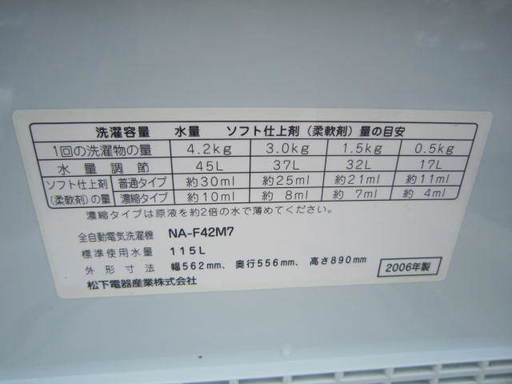 洗濯容量 水量 ソフト仕上剤(柔軟剤)量の目安
1回の洗濯物の量 4.2kg 3.0kg 1.5kg 0.5kg
水量調節 45L 37L 32L 17L
ソフト仕上剤 普通タイプ 約30ml 約25ml 約21ml 約11ml
(柔軟剤)の量 濃縮タイプ 約10ml 約 8ml 約 7ml 約 4ml
濃縮タイプは原液を約2倍の水で薄めてください。
全自動電気洗濯機 NA-F42M7
標準使用水量 115L
外形寸法 幅562mm、奥行556mm、高さ890mm
松下電器産業株式会社 2006年製